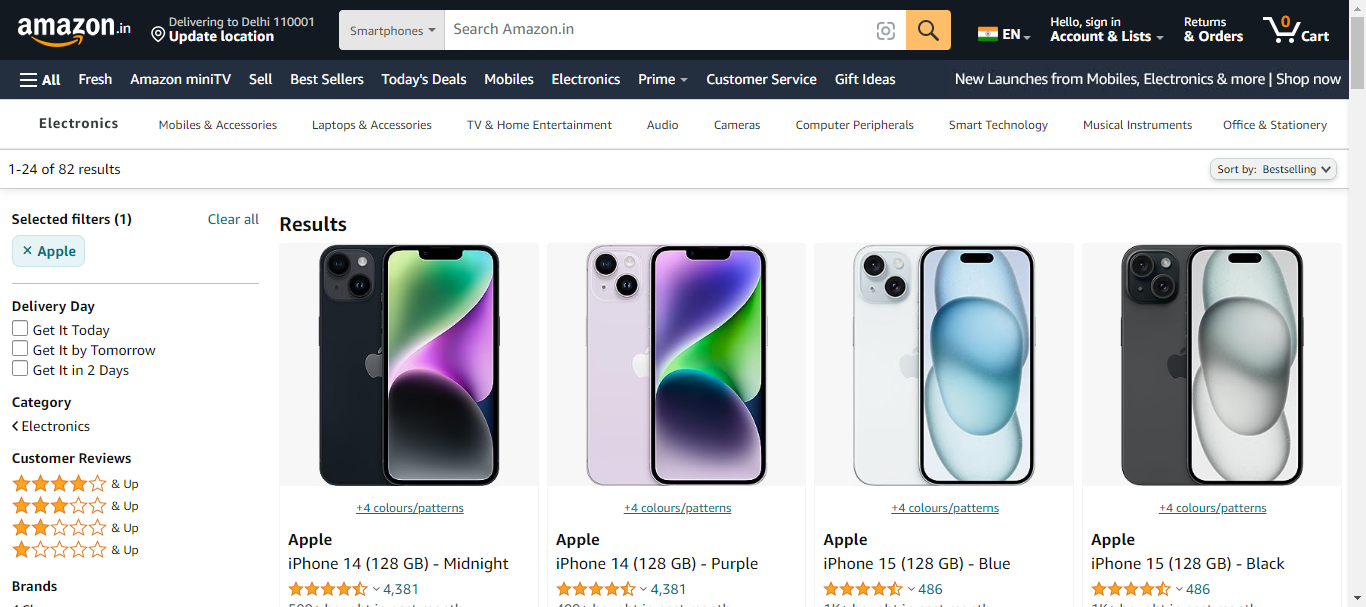 amazon.in
Delivering to Delhi 110001
Update location
Smartphones
Search Amazon.in
EN
Hello, sign in
Account & Lists
Returns
& Orders
0
Cart
All Fresh Amazon miniTV Sell Best Sellers Today's Deals Mobiles Electronics Prime Customer Service Gift Ideas New Launches from Mobiles, Electronics & more | Shop now
Electronics Mobiles & Accessories Laptops & Accessories TV & Home Entertainment Audio Cameras Computer Peripherals Smart Technology Musical Instruments Office & Stationery
1-24 of 82 results
Sort by: Bestselling
Selected filters (1) Clear all
× Apple
Delivery Day
Get It Today
Get It by Tomorrow
Get It in 2 Days
Category
Electronics
Customer Reviews
& Up
& Up
& Up
& Up
Brands
Results
+4 colours/patterns
Apple
iPhone 14 (128 GB) - Midnight
4,381
+4 colours/patterns
Apple
iPhone 14 (128 GB) - Purple
4,381
+4 colours/patterns
Apple
iPhone 15 (128 GB) - Blue
486
+4 colours/patterns
Apple
iPhone 15 (128 GB) - Black
486